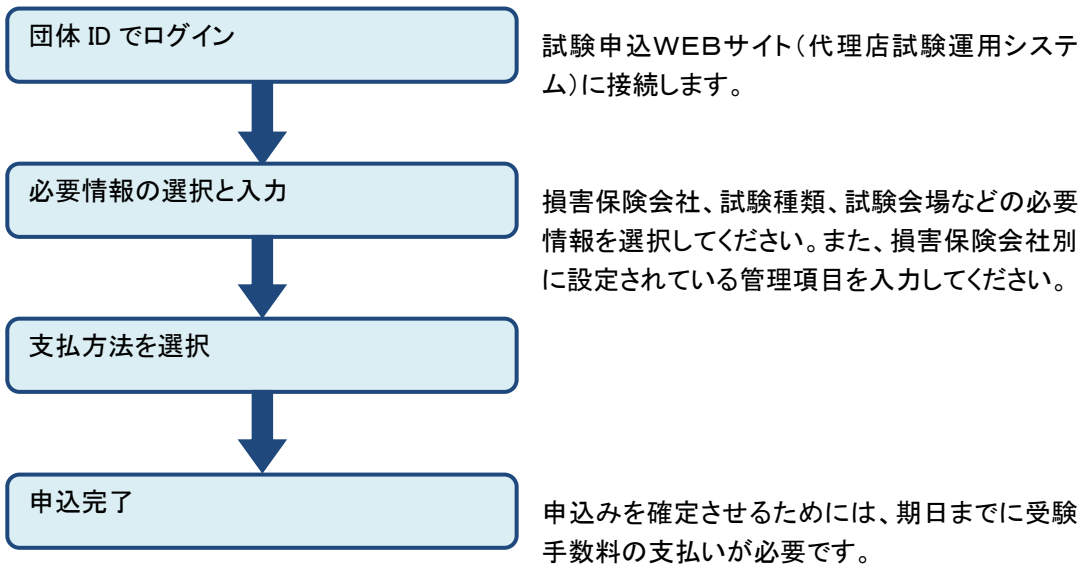 団体 ID でログイン
試験申込ＷＥＢサイト（代理店試験運用システ
ム）に接続します。
必要情報の選択と入力
損害保険会社、試験種類、試験会場などの必要
情報を選択してください。また、損害保険会社別
に設定されている管理項目を入力してください。
支払方法を選択
申込完了
申込みを確定させるためには、期日までに受験
手数料の支払いが必要です。